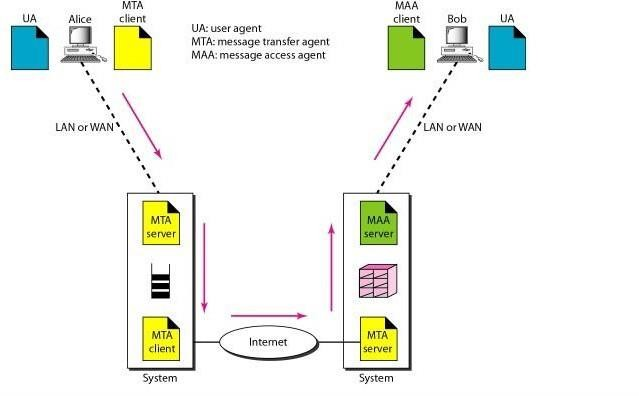 UA
Alice
MTA
client
UA: user agent
MTA: message transfer agent
MAA: message access agent
MAA
client
Bob
UA
LAN or WAN
LAN or WAN
MTA
server
MAA
server
MTA
client
Internet
MTA
server
System
System